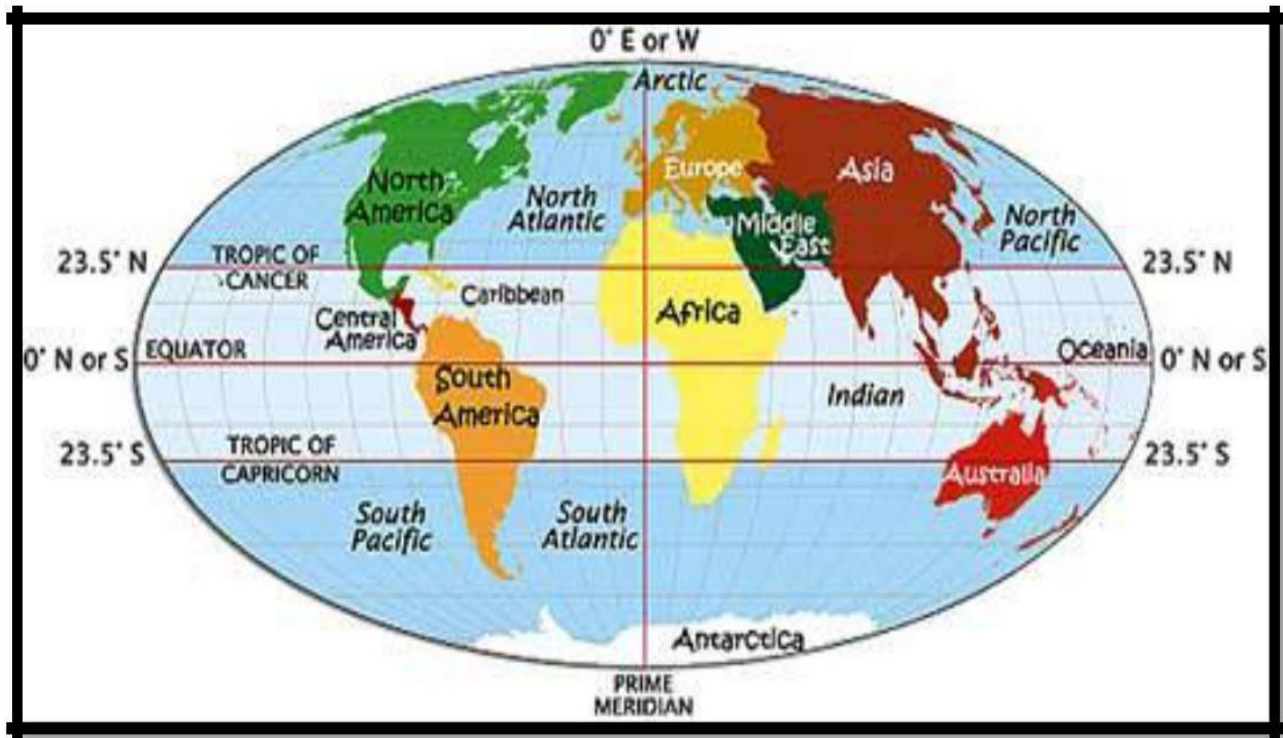 0° E or W
Arctic
North
America
Europe
Asia
North
Atlantic
Middle
East
North
Pacific
23.5° N
TROPIC OF
CANCER
23.5° N
Caribbean
Africa
Central
America
0° N or S
EQUATOR
Oceania
0° N or S
South
America
Indian
23.5° S
TROPIC OF
CAPRICORN
23.5° S
Australia
South
Pacific
South
Atlantic
Antarctica
PRIME
MERIDIAN